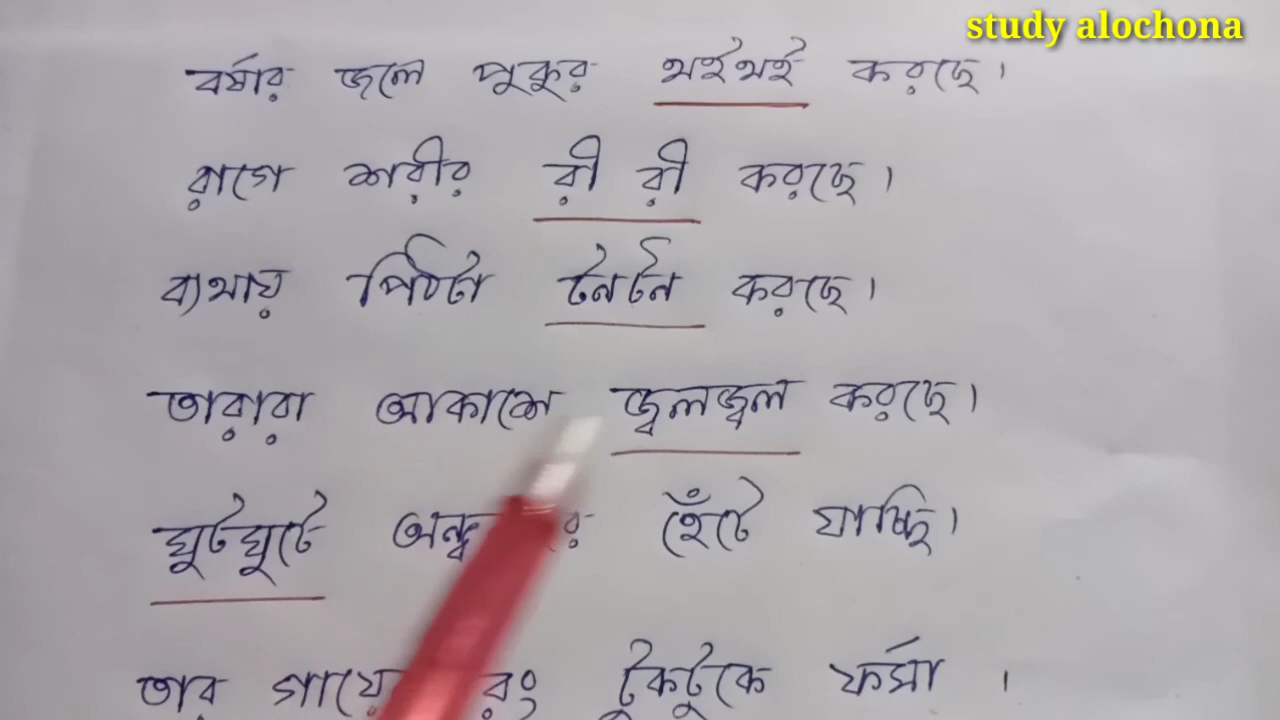 study alochona
বর্ষার জলে পুকুর থইথই করছে।
রাগে শরীর রী রী করছে।
ব্যথায় পিঠটা টনটন করছে।
তারারা আকাশে জ্বলজ্বল করছে।
ঘুটঘুটে হেঁটে যাচ্ছি।
তার গায়ের রং টুকটুকে ফর্সা ।